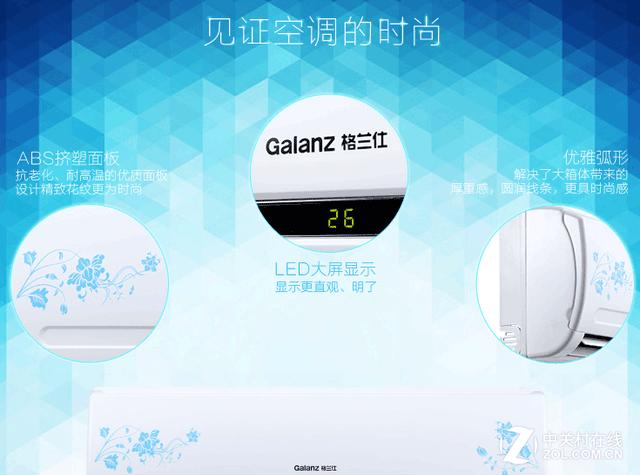 见证空调的时尚
ABS挤塑面板
抗老化、耐高温的优质面板
设计精致花纹更为时尚
Galanz 格兰仕
26
LED大屏显示
显示更直观、明了
优雅弧形
解决了大箱体带来的
厚重感，圆润线条，更具时尚感
Galanz 格兰仕
Z 中关村在线
ZOL.COM.CN